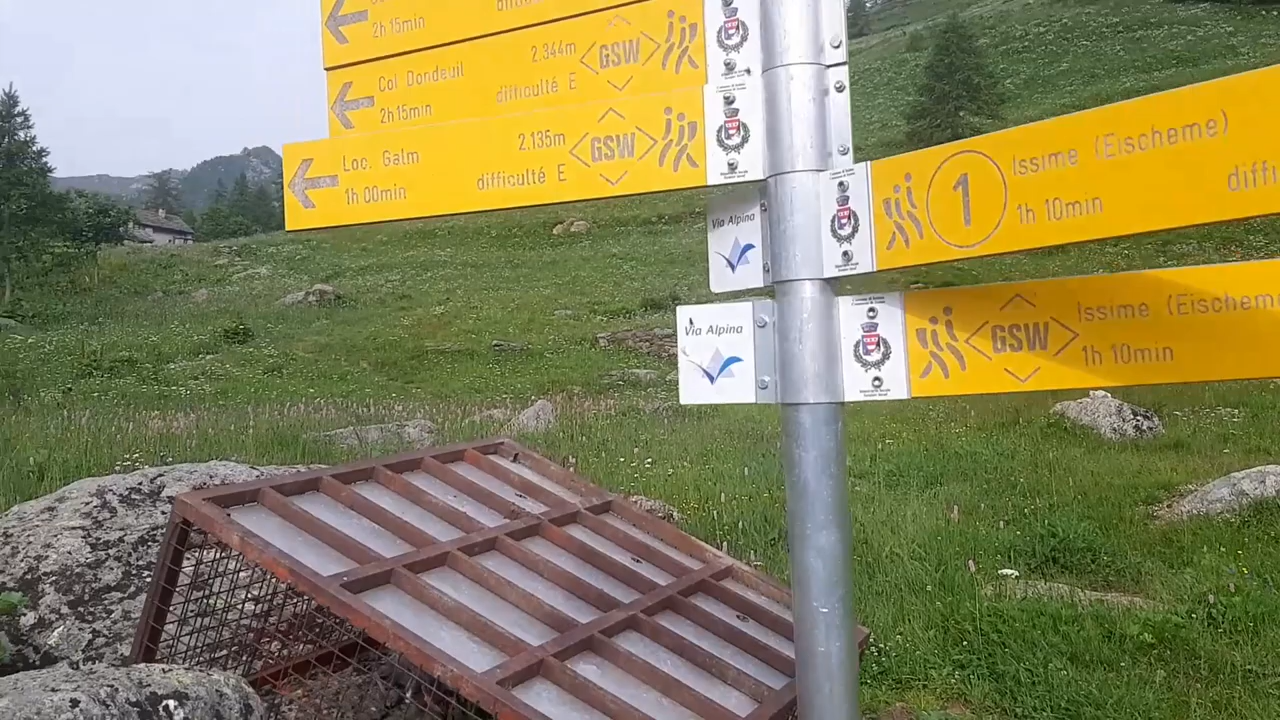 2h15min
Col Dondeuil
2.344m
GSW
2h15min
difficulté E
Loc. Galm
2.135m
GSW
1h 00min
difficulté E
Via Alpina
1
Issime (Eischeme)
1h 10min
Via Alpina
GSW
Issime (Eischem
1h 10min